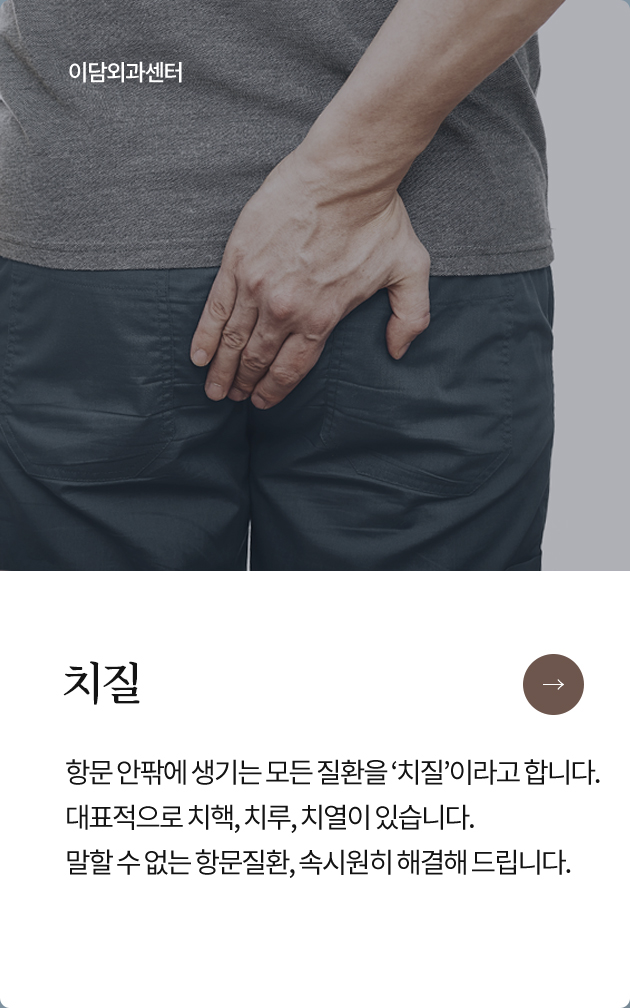 이담외과센터
치질
항문 안팎에 생기는 모든 질환을 ‘치질’이라고 합니다.
대표적으로 치핵, 치루, 치열이 있습니다.
말할 수 없는 항문질환, 속시원히 해결해 드립니다.